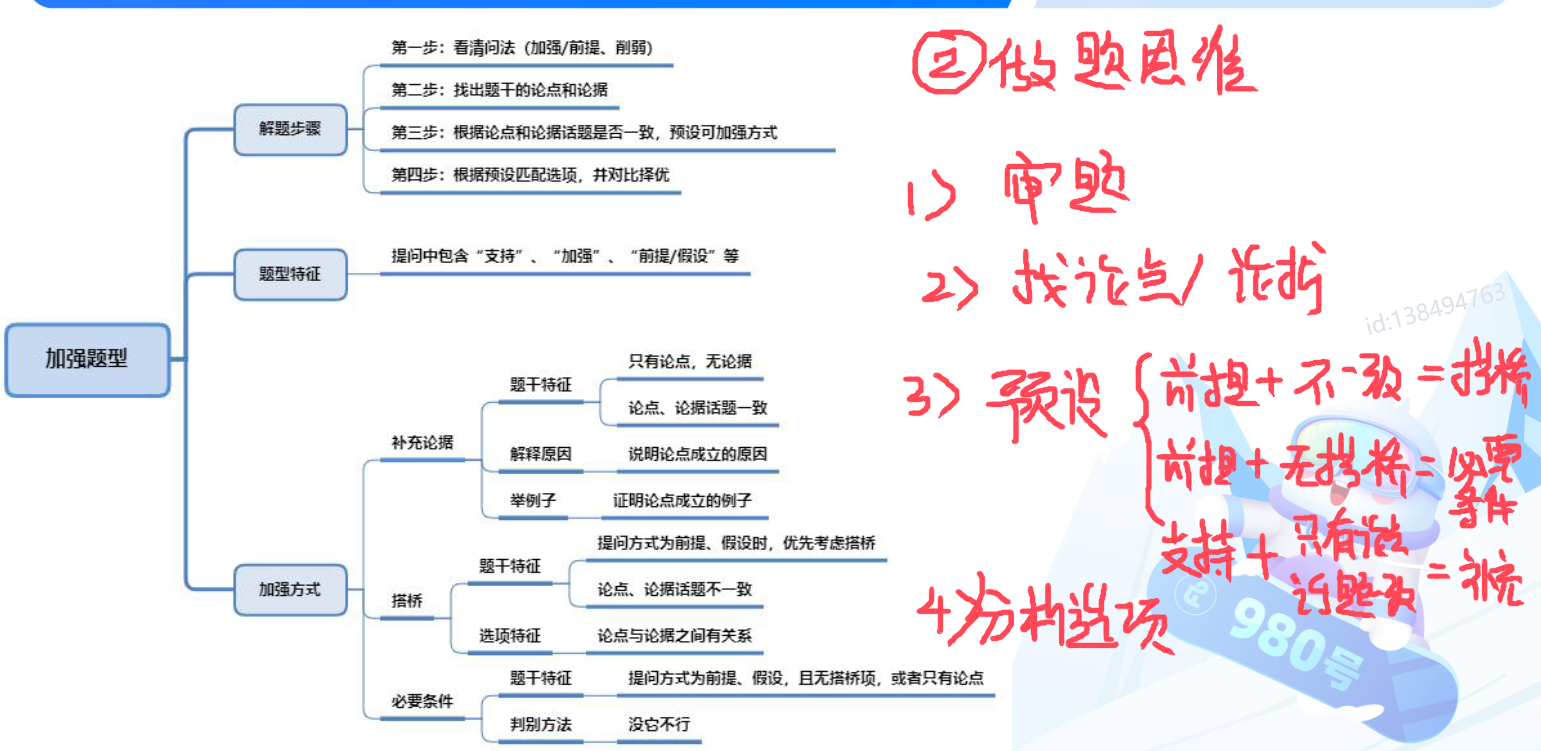 加强题型
解题步骤
第一步：看清问法（加强/前提、削弱）
第二步：找出题干的论点和论据
第三步：根据论点和论据话题是否一致，预设可加强方式
第四步：根据预设匹配选项，并对比择优
题型特征
提问中包含“支持”、“加强”、“前提/假设”等
加强方式
补充论据
题干特征
只有论点，无论据
论点、论据话题一致
解释原因
说明论点成立的原因
举例子
证明论点成立的例子
搭桥
题干特征
提问方式为前提、假设时，优先考虑搭桥
论点、论据话题不一致
选项特征
论点与论据之间有关系
必要条件
题干特征
提问方式为前提、假设，且无搭桥项，或者只有论点
判别方法
没它不行
②做题思维
1）审题
2）找论点/论据
3）预设
前提+不一致=搭桥
前提+无搭桥=必要
条件
支持+只有论点
话题一致
=补充
4）分析选项
id:138494763
980号